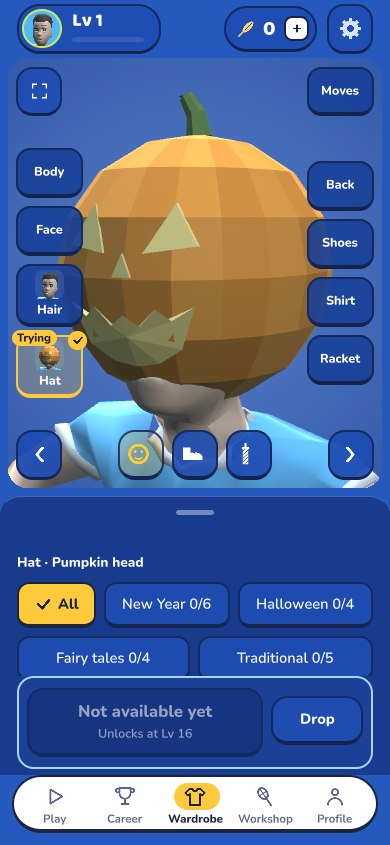 Lv 1
0
+
Moves
Body
Back
Face
Shoes
Hair
Shirt
Trying
Hat
Racket
Hat · Pumpkin head
All
New Year 0/6
Halloween 0/4
Fairy tales 0/4
Traditional 0/5
Not available yet
Unlocks at Lv 16
Drop
Play
Career
Wardrobe
Workshop
Profile